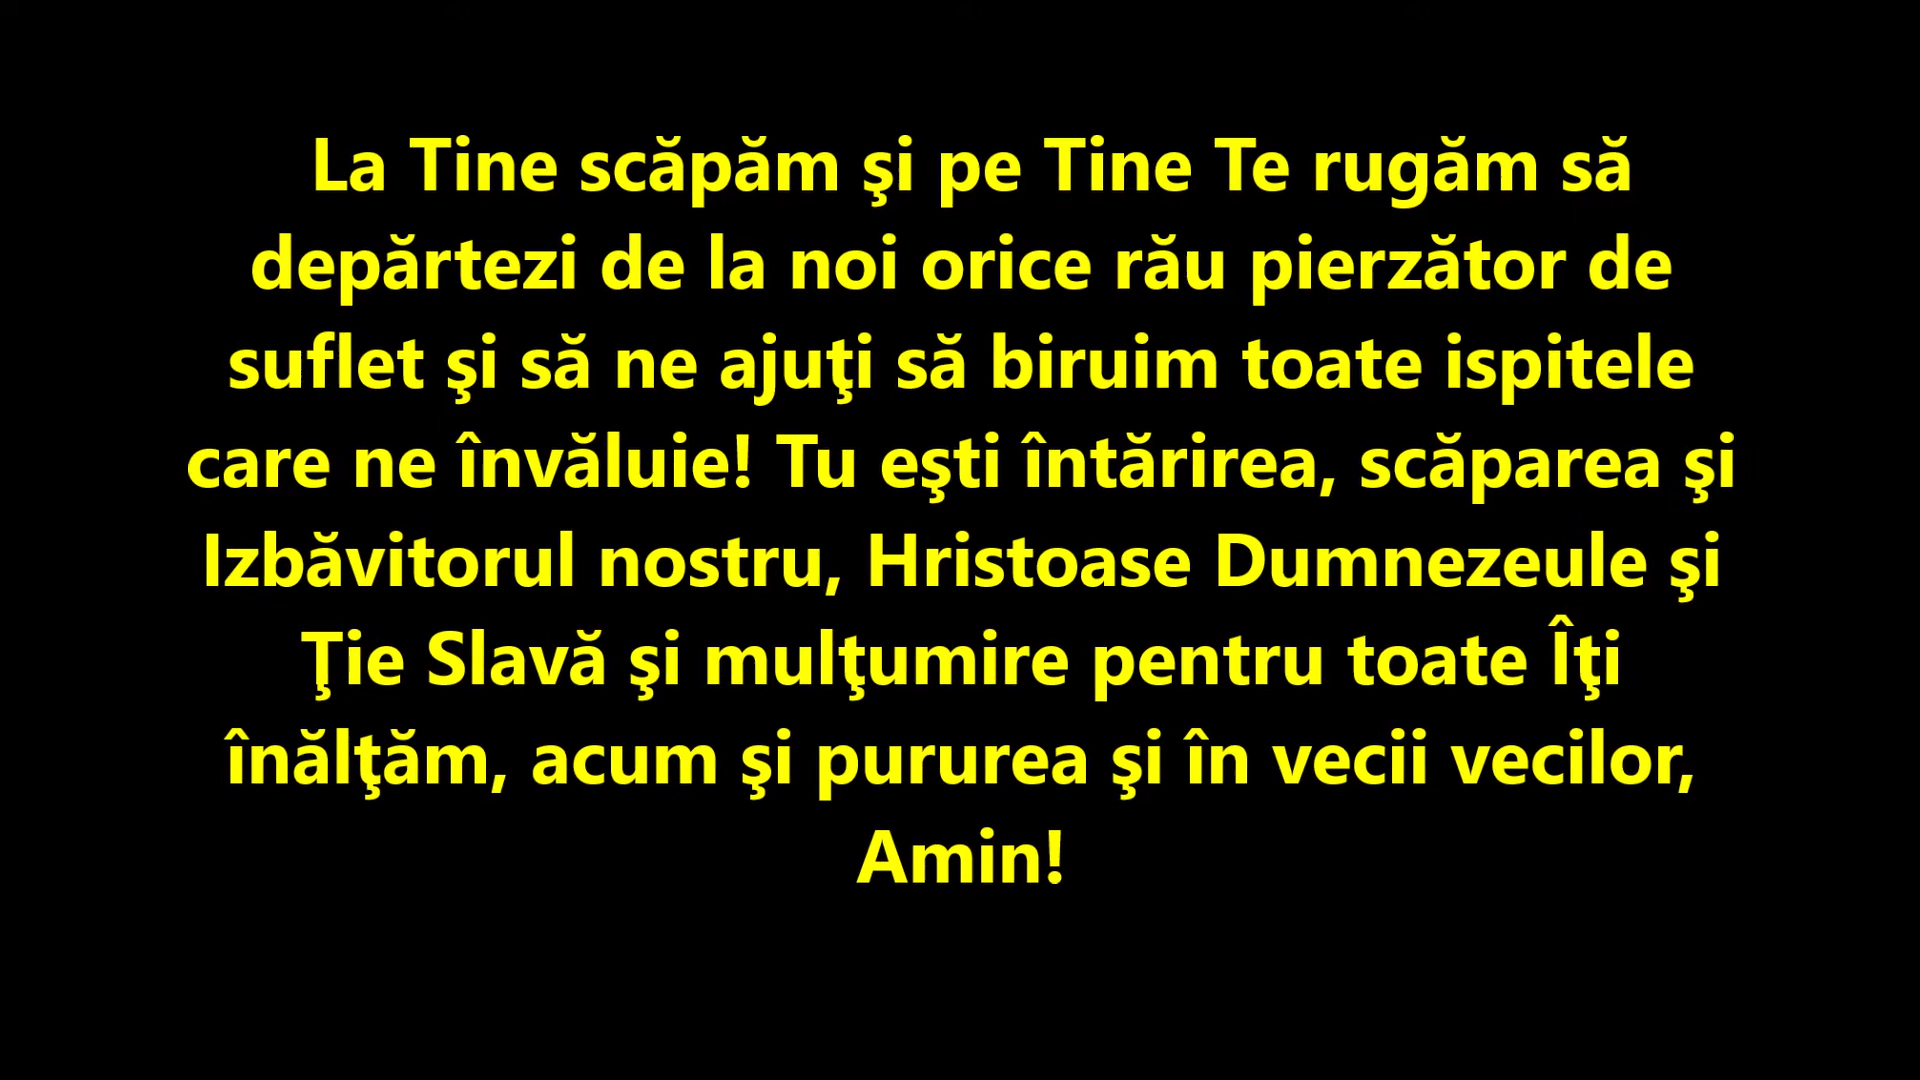 La Tine scăpăm şi pe Tine Te rugăm să
depărtezi de la noi orice rău pierzător de
suflet şi să ne ajuţi să biruim toate ispitele
care ne învăluie! Tu eşti întărirea, scăparea şi
Izbăvitorul nostru, Hristoase Dumnezeule şi
Ţie Slavă şi mulţumire pentru toate Îţi
înălţăm, acum şi pururea şi în vecii vecilor,
Amin!